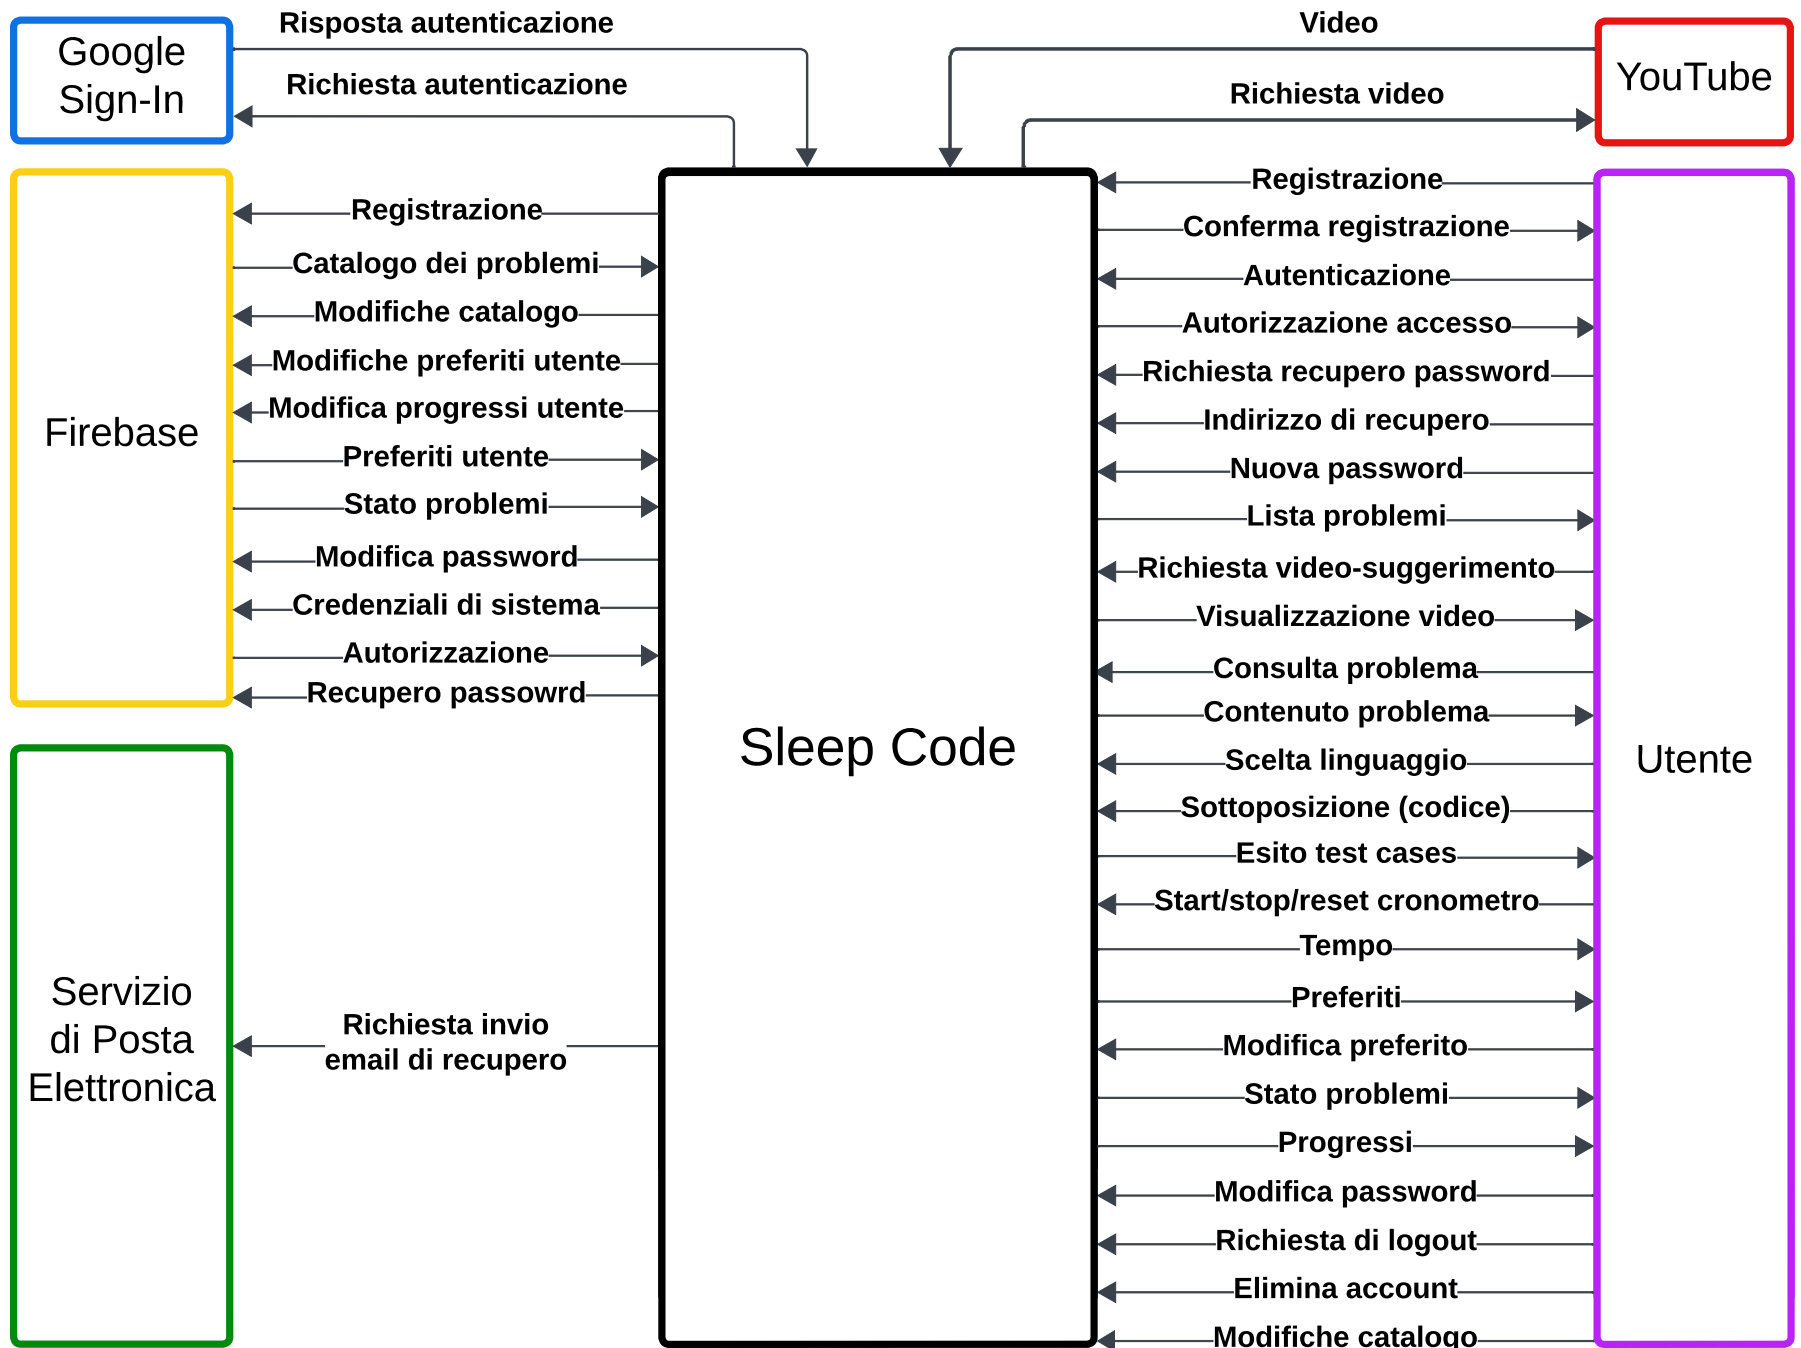 Google
Sign-In
Risposta autenticazione
Richiesta autenticazione
Video
Richiesta video
YouTube
Firebase
Registrazione
Catalogo dei problemi
Modifiche catalogo
Modifiche preferiti utente
Modifica progressi utente
Preferiti utente
Stato problemi
Modifica password
Credenziali di sistema
Autorizzazione
Recupero passowrd
Servizio
di Posta
Elettronica
Richiesta invio
email di recupero
Sleep Code
Registrazione
Conferma registrazione
Autenticazione
Autorizzazione accesso
Richiesta recupero password
Indirizzo di recupero
Nuova password
Lista problemi
Richiesta video-suggerimento
Visualizzazione video
Consulta problema
Contenuto problema
Scelta linguaggio
Sottoposizione (codice)
Esito test cases
Start/stop/reset cronometro
Tempo
Preferiti
Modifica preferito
Stato problemi
Progressi
Modifica password
Richiesta di logout
Elimina account
Modifiche catalogo
Utente